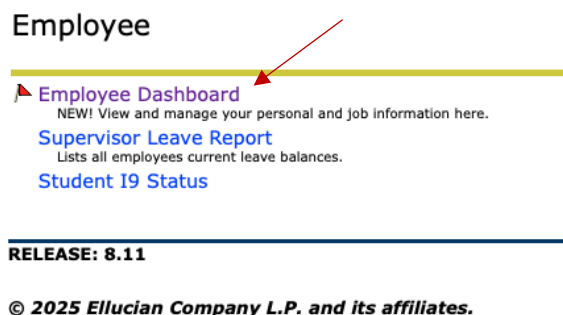 Employee
Employee Dashboard
NEW! View and manage your personal and job information here.
Supervisor Leave Report
Lists all employees current leave balances.
Student I9 Status
RELEASE: 8.11
© 2025 Ellucian Company L.P. and its affiliates.